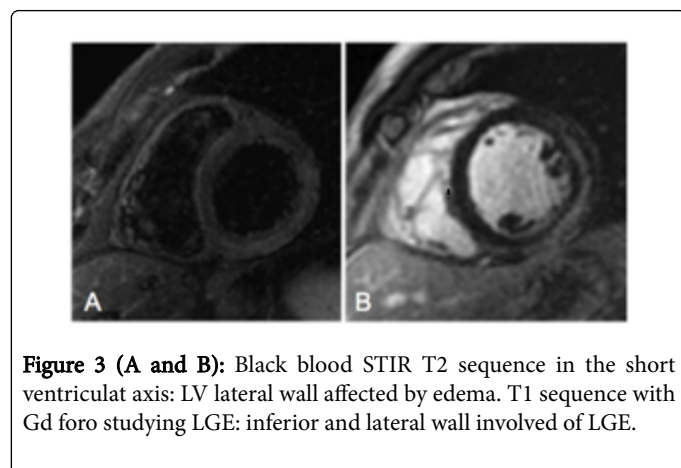 A
B
Figure 3 (A and B): Black blood STIR T2 sequence in the short
ventriculat axis: LV lateral wall affected by edema. T1 sequence with
Gd foro studying LGE: inferior and lateral wall involved of LGE.